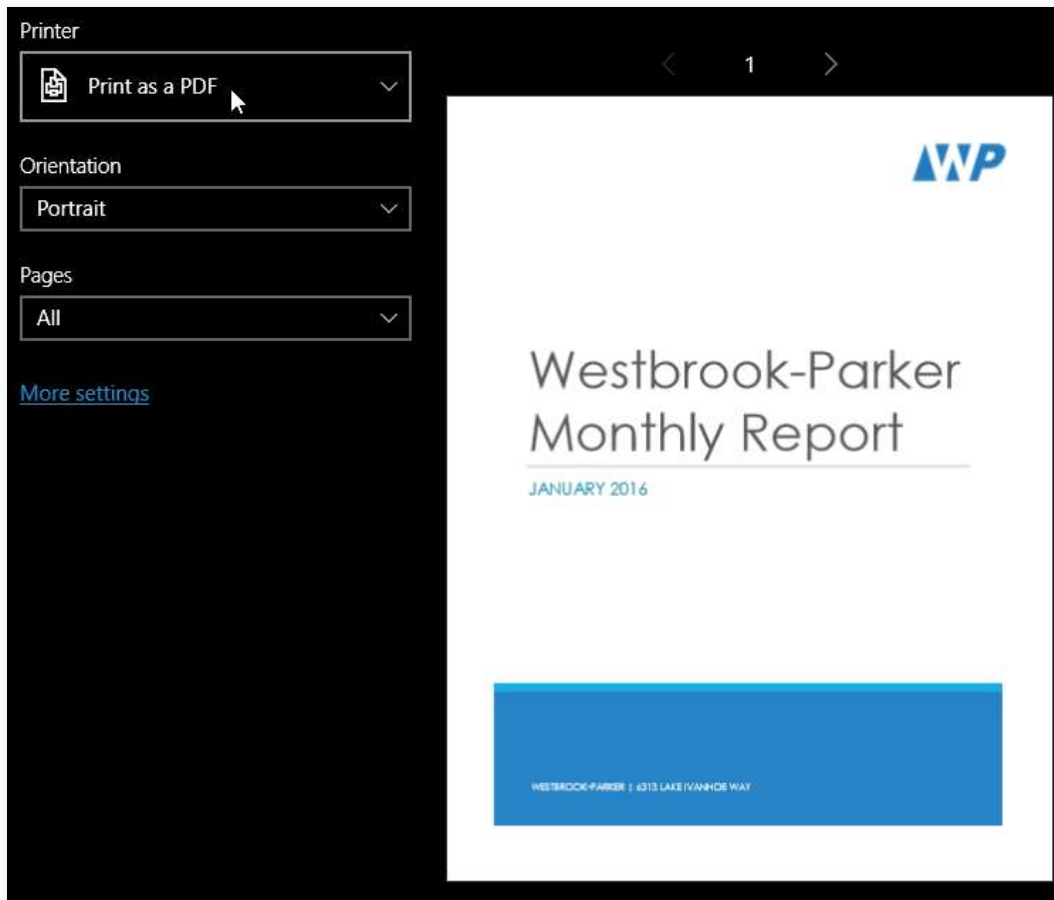 Printer
Print as a PDF
Orientation
Portrait
Pages
All
More settings
1
WP
Westbrook-Parker
Monthly Report
JANUARY 2016
WESTBROOK-PARKER | 6313 LAKE IVANHOE WAY